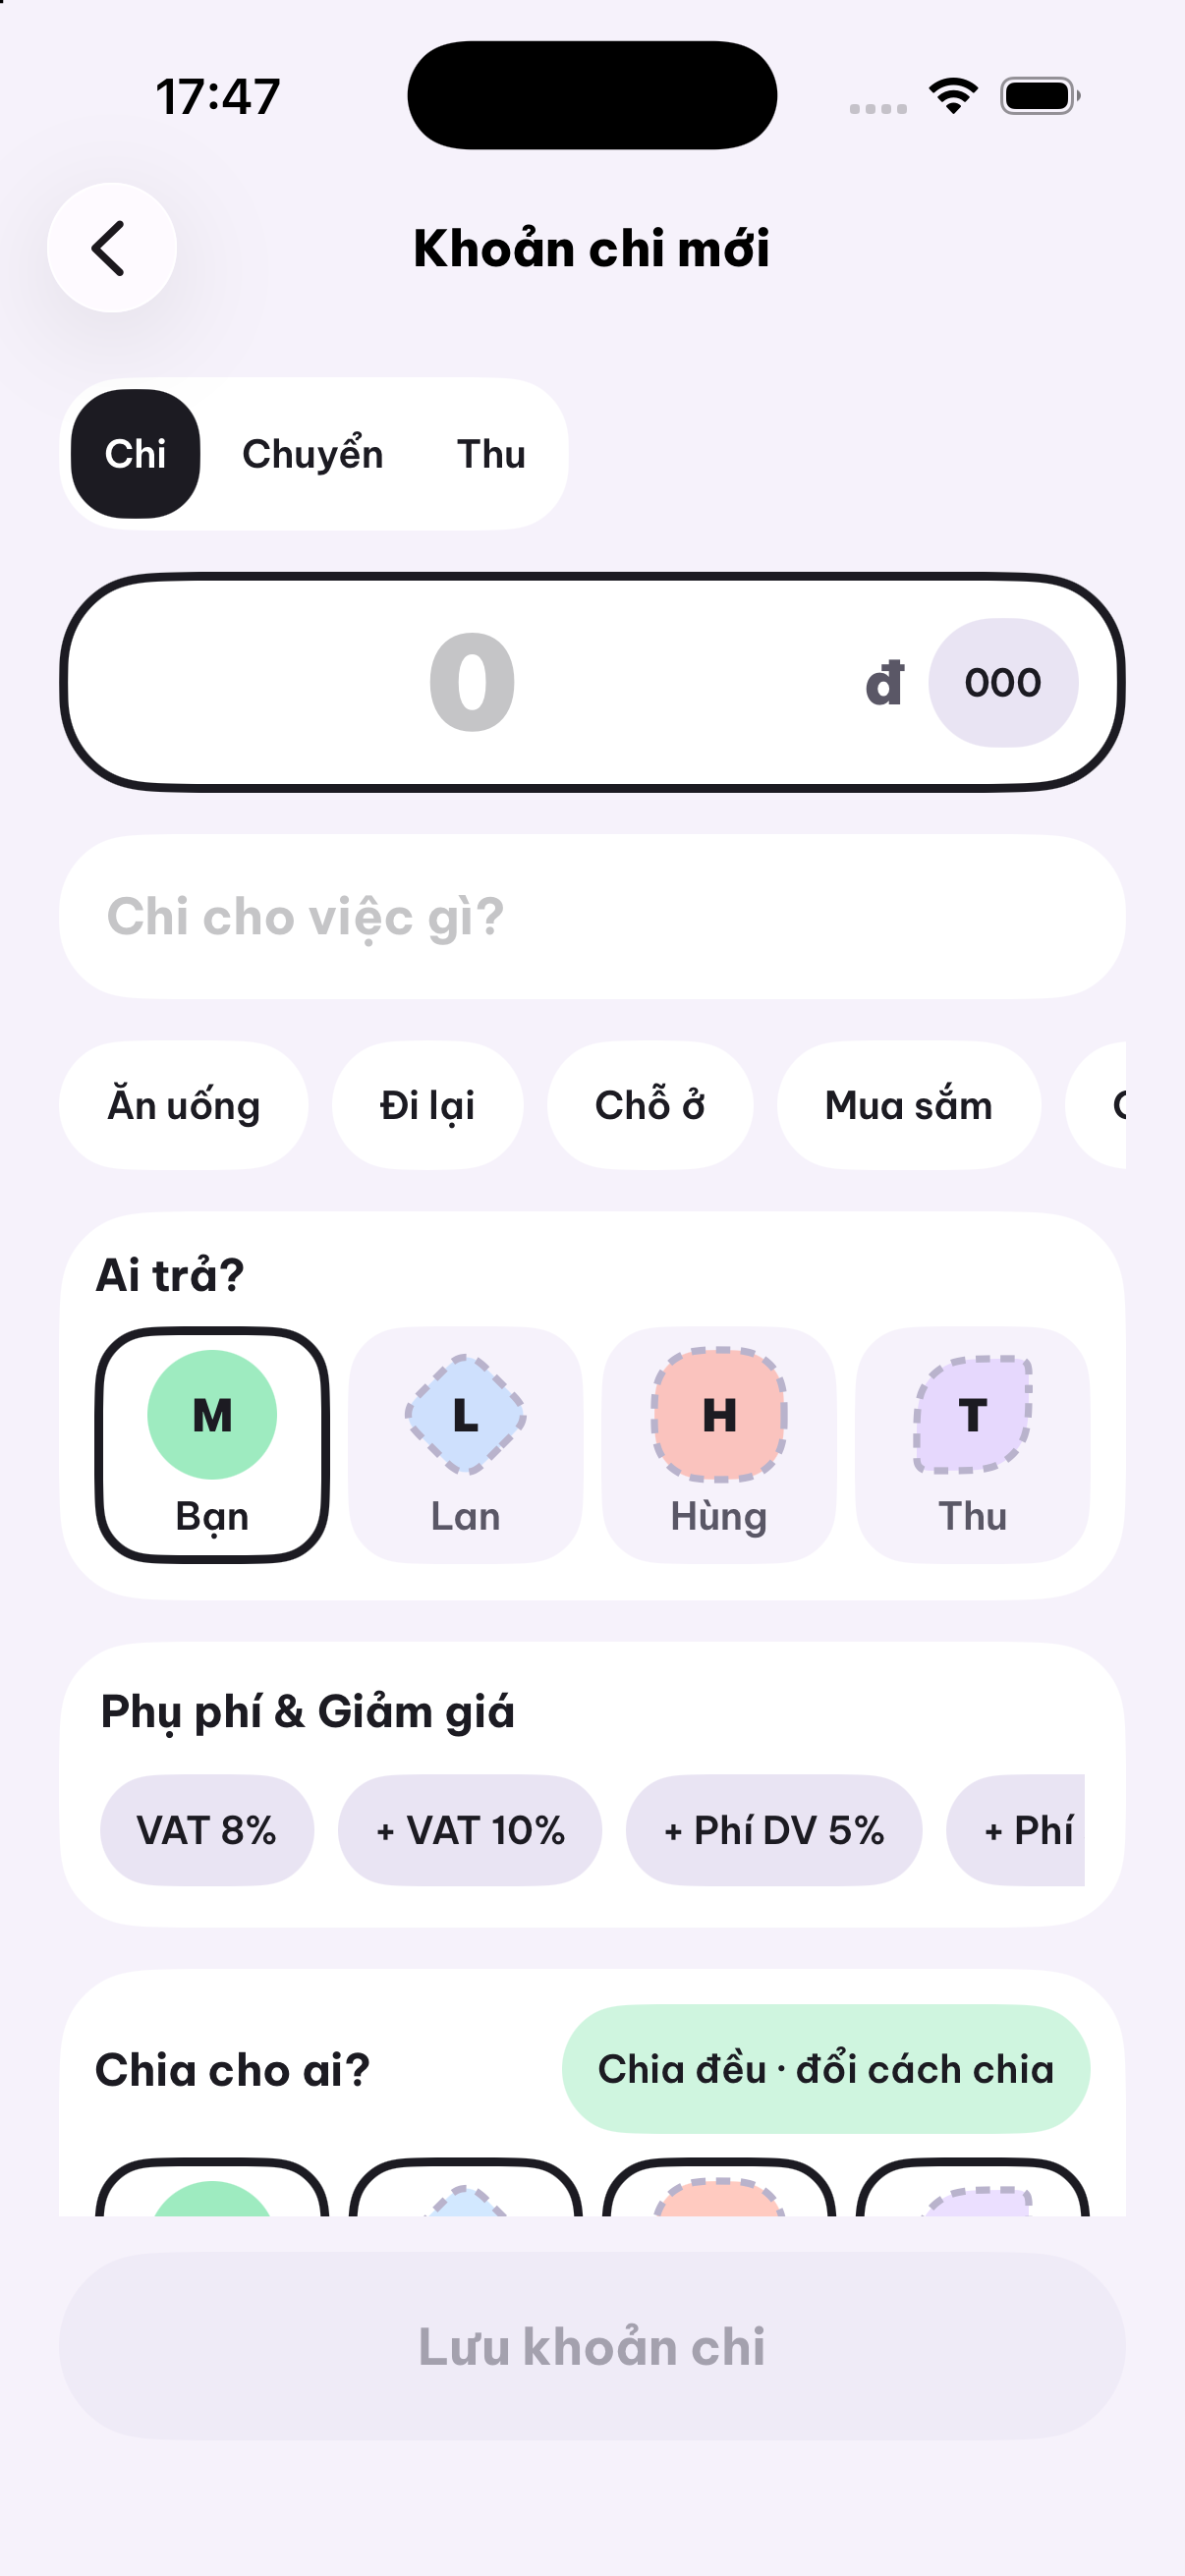 17:47
Khoản chi mới
Chi Chuyển Thu
0 đ 000
Chi cho việc gì?
Ăn uống Đi lại Chỗ ở Mua sắm
Ai trả?
M L H T
Bạn Lan Hùng Thu
Phụ phí & Giảm giá
VAT 8% + VAT 10% + Phí DV 5% + Phí
Chia cho ai? Chia đều · đổi cách chia
Lưu khoản chi